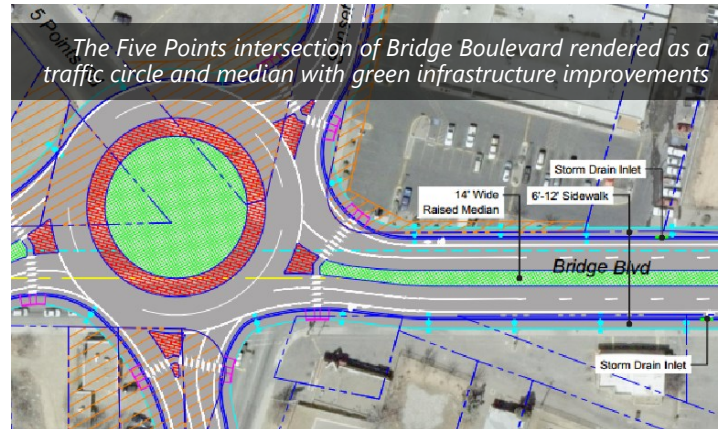 5 Points
The Five Points intersection of Bridge Boulevard rendered as a
traffic circle and median with green infrastructure improvements
Storm Drain Inlet
14' Wide
Raised Median
6'-12' Sidewalk
Bridge Blvd
Storm Drain Inlet